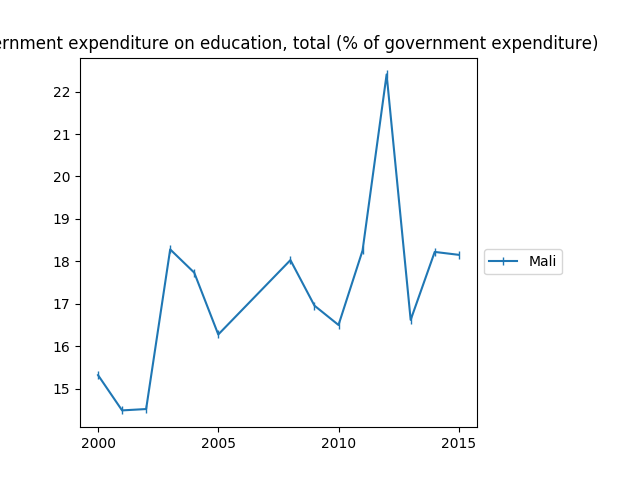 ernment expenditure on education, total (% of government expenditure)
22
21
20
19
18
17
16
15
2000 2005 2010 2015
Mali